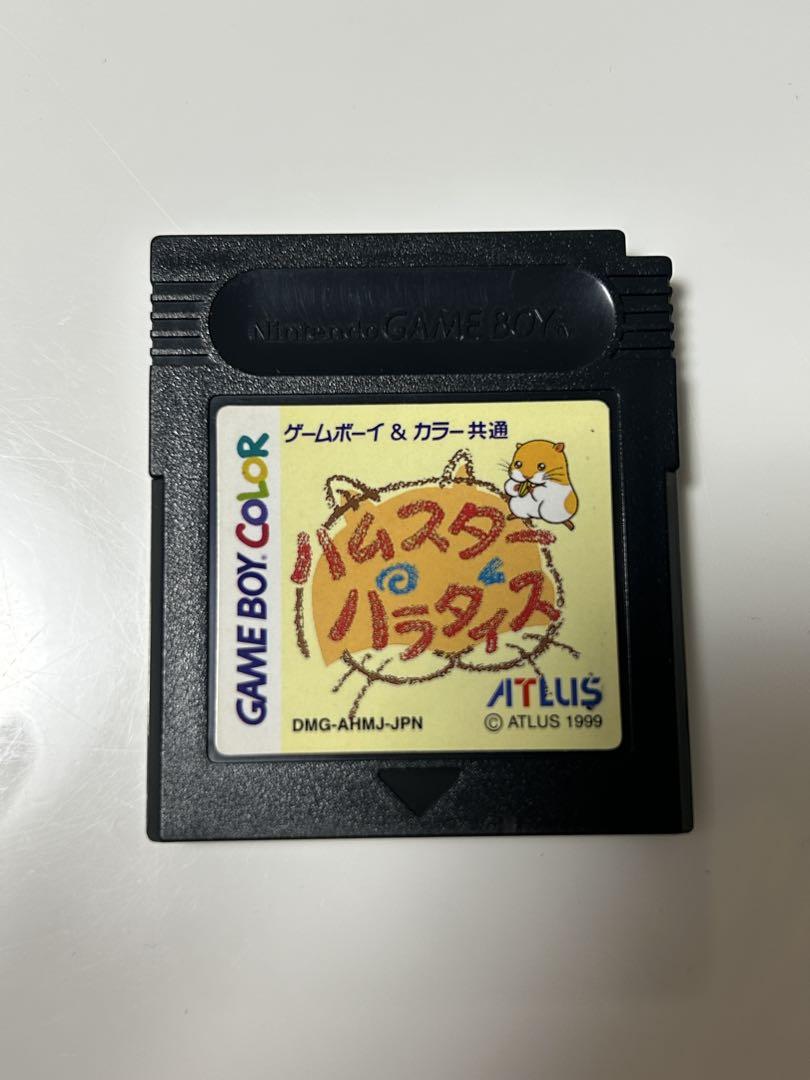 Nintendo GAME BOY
GAME BOY COLOR
ゲームボーイ & カラー共通
ハムスター
パラダイス
ATLUS
DMG-AHMJ-JPN
© ATLUS 1999